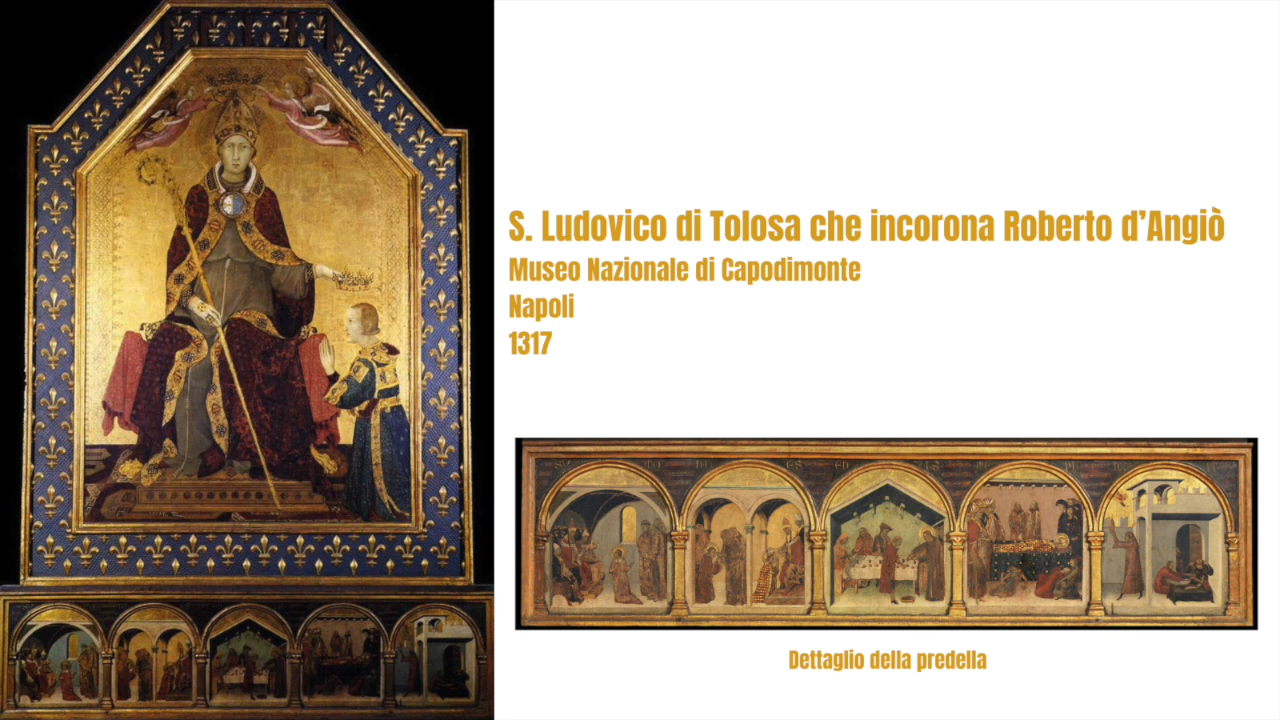 S. Ludovico di Tolosa che incorona Roberto d’Angiò
Museo Nazionale di Capodimonte
Napoli
1317
Dettaglio della predella